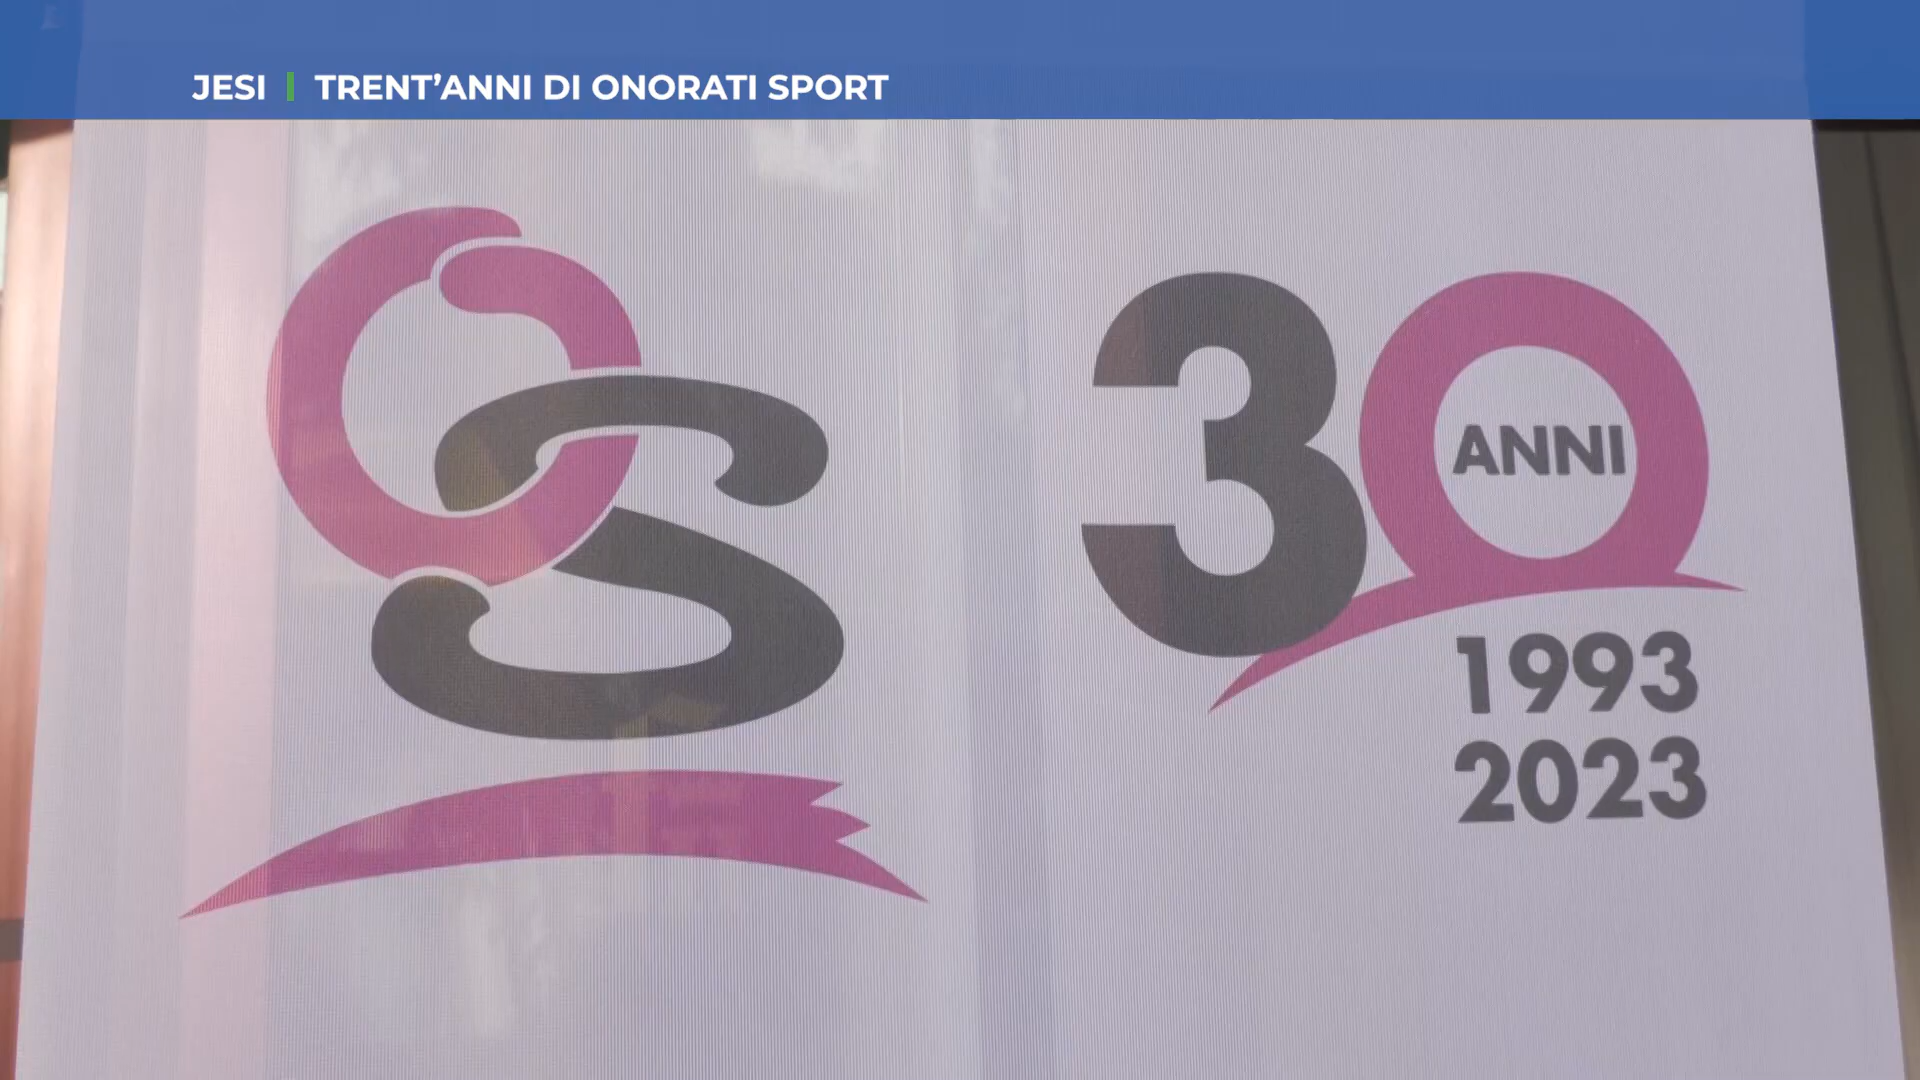 JESI | TRENT'ANNI DI ONORATI SPORT
OS
30
ANNI
1993
2023